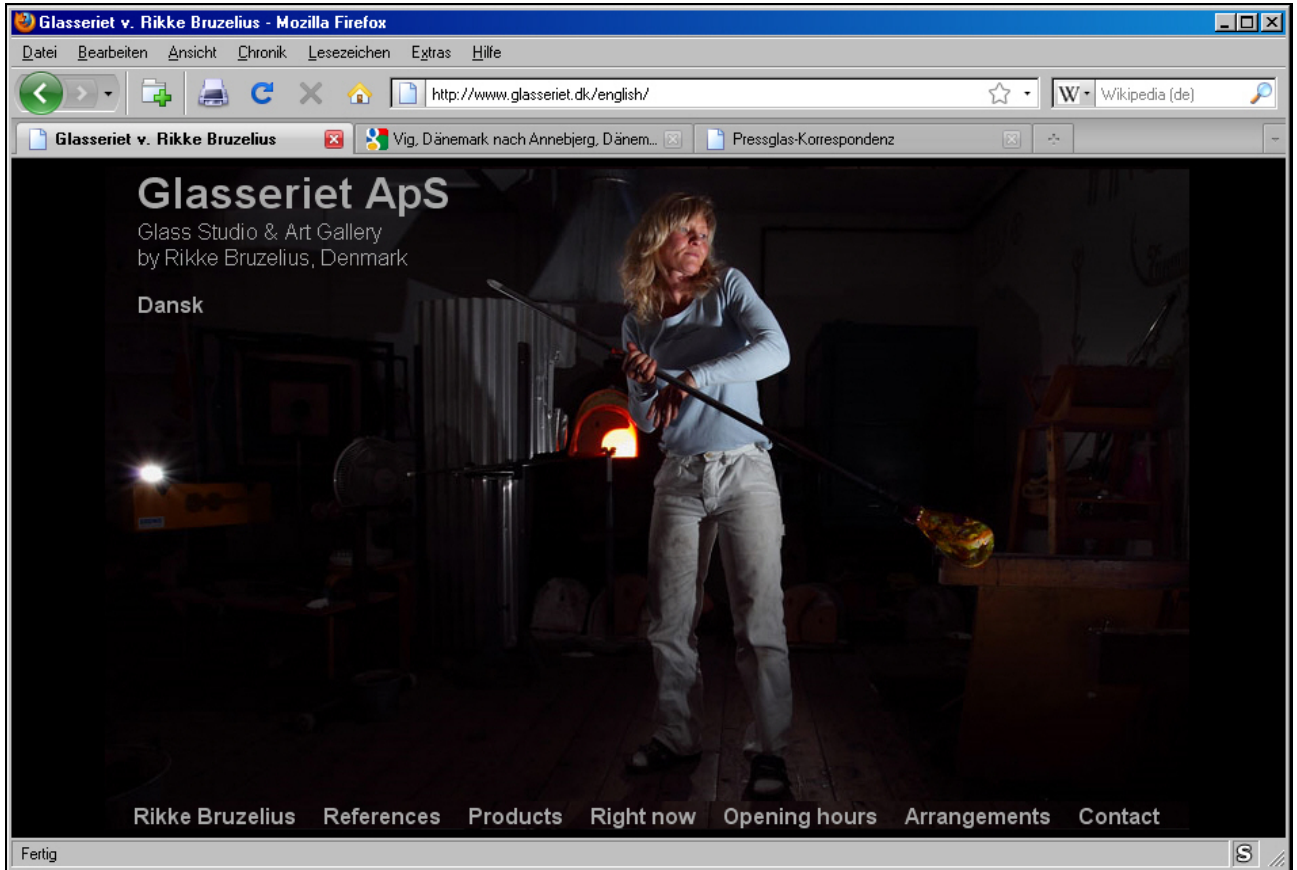 Glasseriet v. Rikke Bruzelius - Mozilla Firefox
Datei Bearbeiten Ansicht Chronik Lesezeichen Extras Hilfe
http://www.glasseriet.dk/english/ W Wikipedia (de)
Glasseriet v. Rikke Bruzelius Vig, Dänemark nach Annebjerg, Dänem... Pressglas-Korrespondenz
Glasseriet ApS
Glass Studio & Art Gallery
by Rikke Bruzelius, Denmark
Dansk
Rikke Bruzelius References Products Right now Opening hours Arrangements Contact
Fertig S